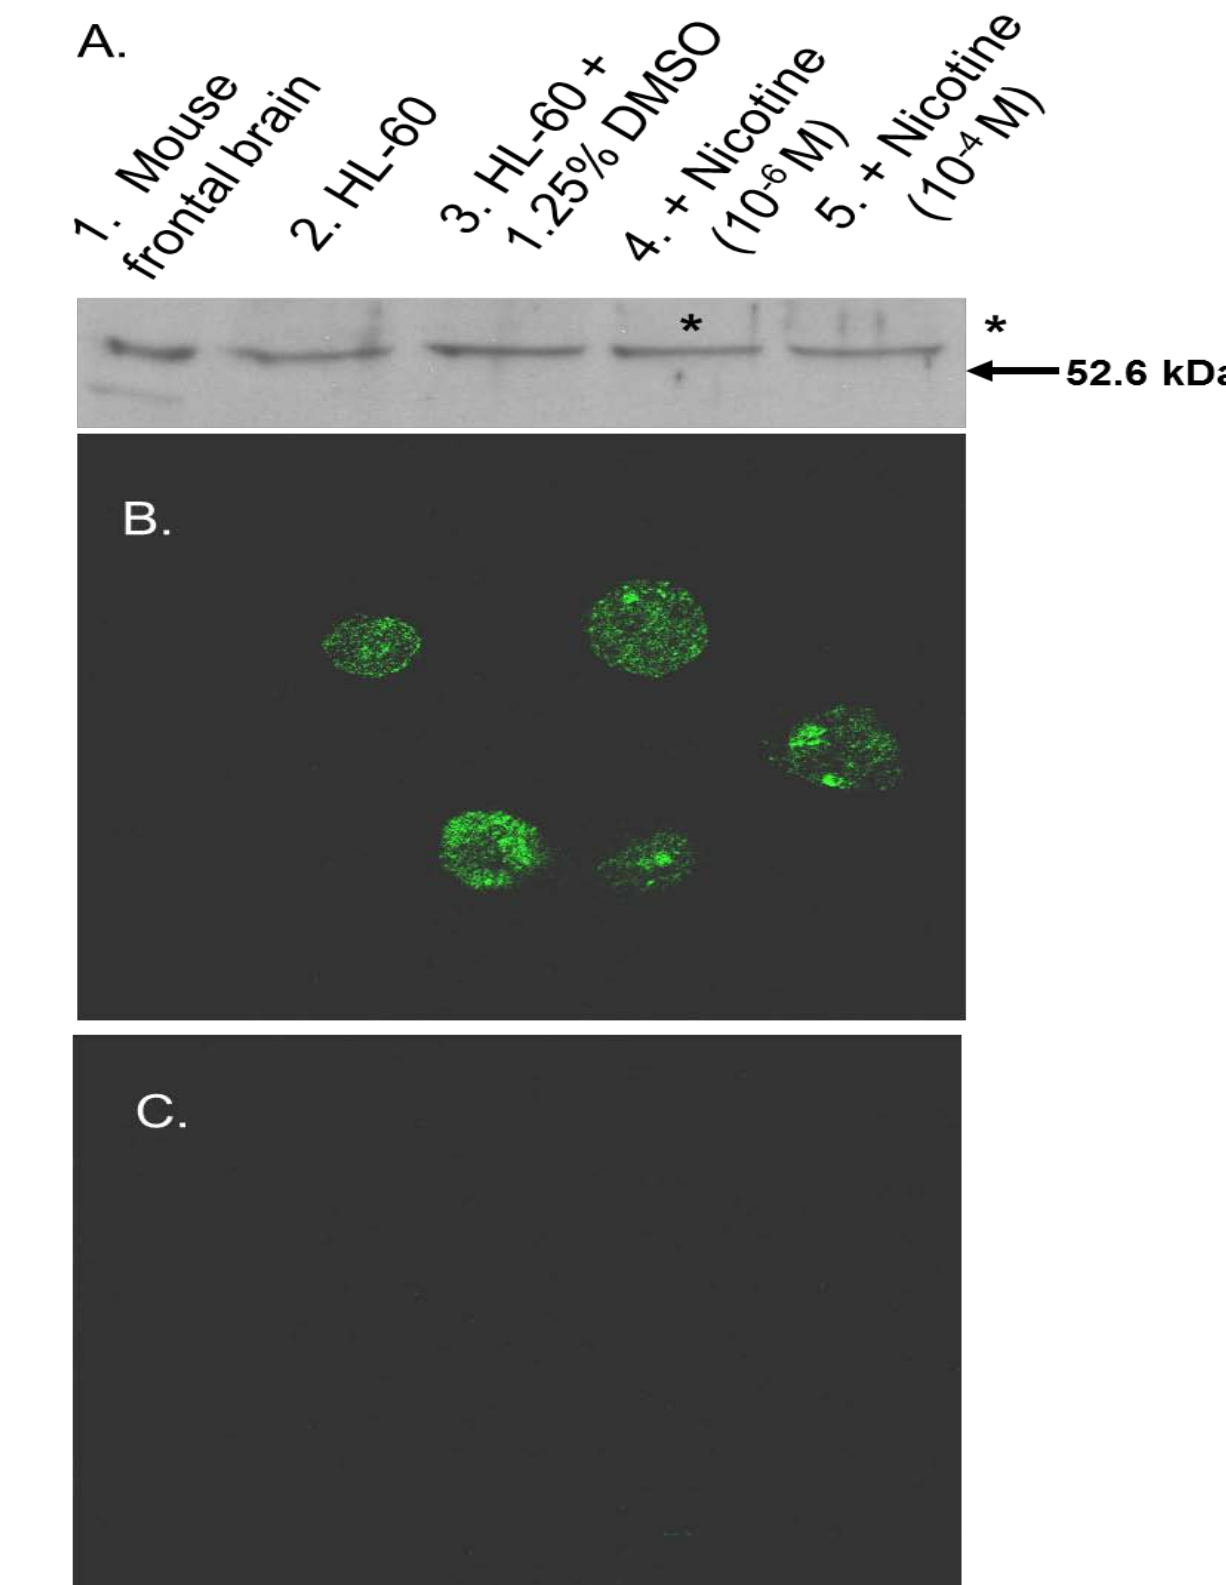 A.
1. Mouse
frontal brain
2. HL-60
3. HL-60 +
1.25% DMSO
4. + Nicotine
(10-6 M)
5. + Nicotine
(10-4 M)
*
*
52.6 kDa
B.
C.